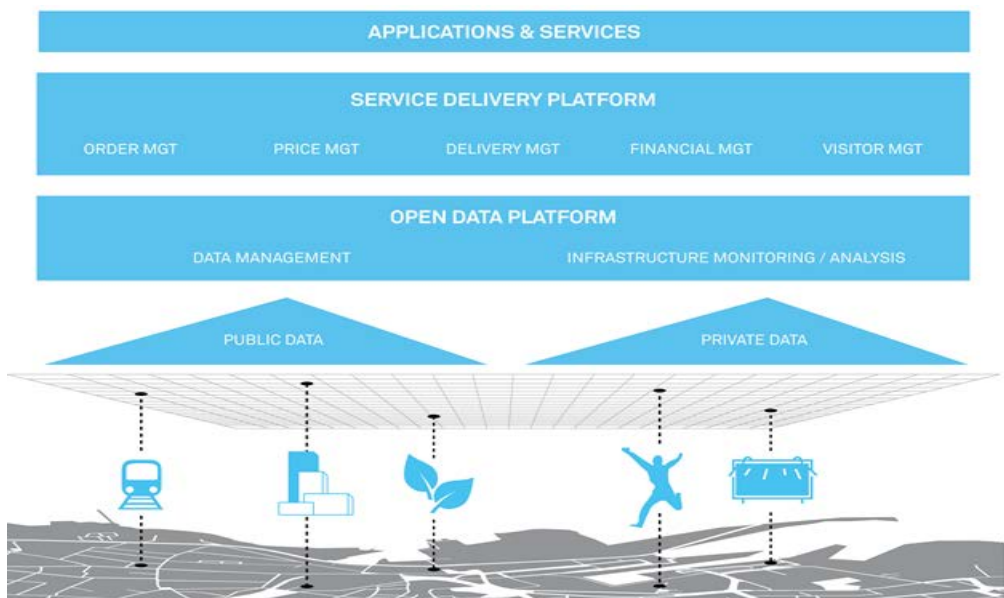 APPLICATIONS & SERVICES
SERVICE DELIVERY PLATFORM
ORDER MGT PRICE MGT DELIVERY MGT FINANCIAL MGT VISITOR MGT
OPEN DATA PLATFORM
DATA MANAGEMENT INFRASTRUCTURE MONITORING / ANALYSIS
PUBLIC DATA PRIVATE DATA